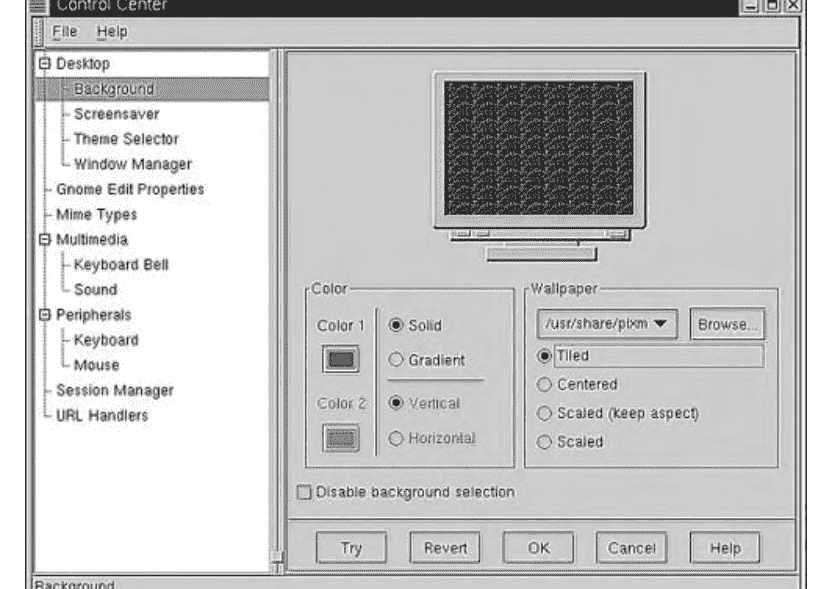 Control Center
File Help
Desktop
Background
Screensaver
Theme Selector
Window Manager
Gnome Edit Properties
Mime Types
Multimedia
Keyboard Bell
Sound
Peripherals
Keyboard
Mouse
Session Manager
URL Handlers
Color
Color 1
Solid
Gradient
Color 2
Vertical
Horizontal
Wallpaper
/usr/share/pixm
Browse...
Tiled
Centered
Scaled (keep aspect)
Scaled
Disable background selection
Try Revert OK Cancel Help
Background